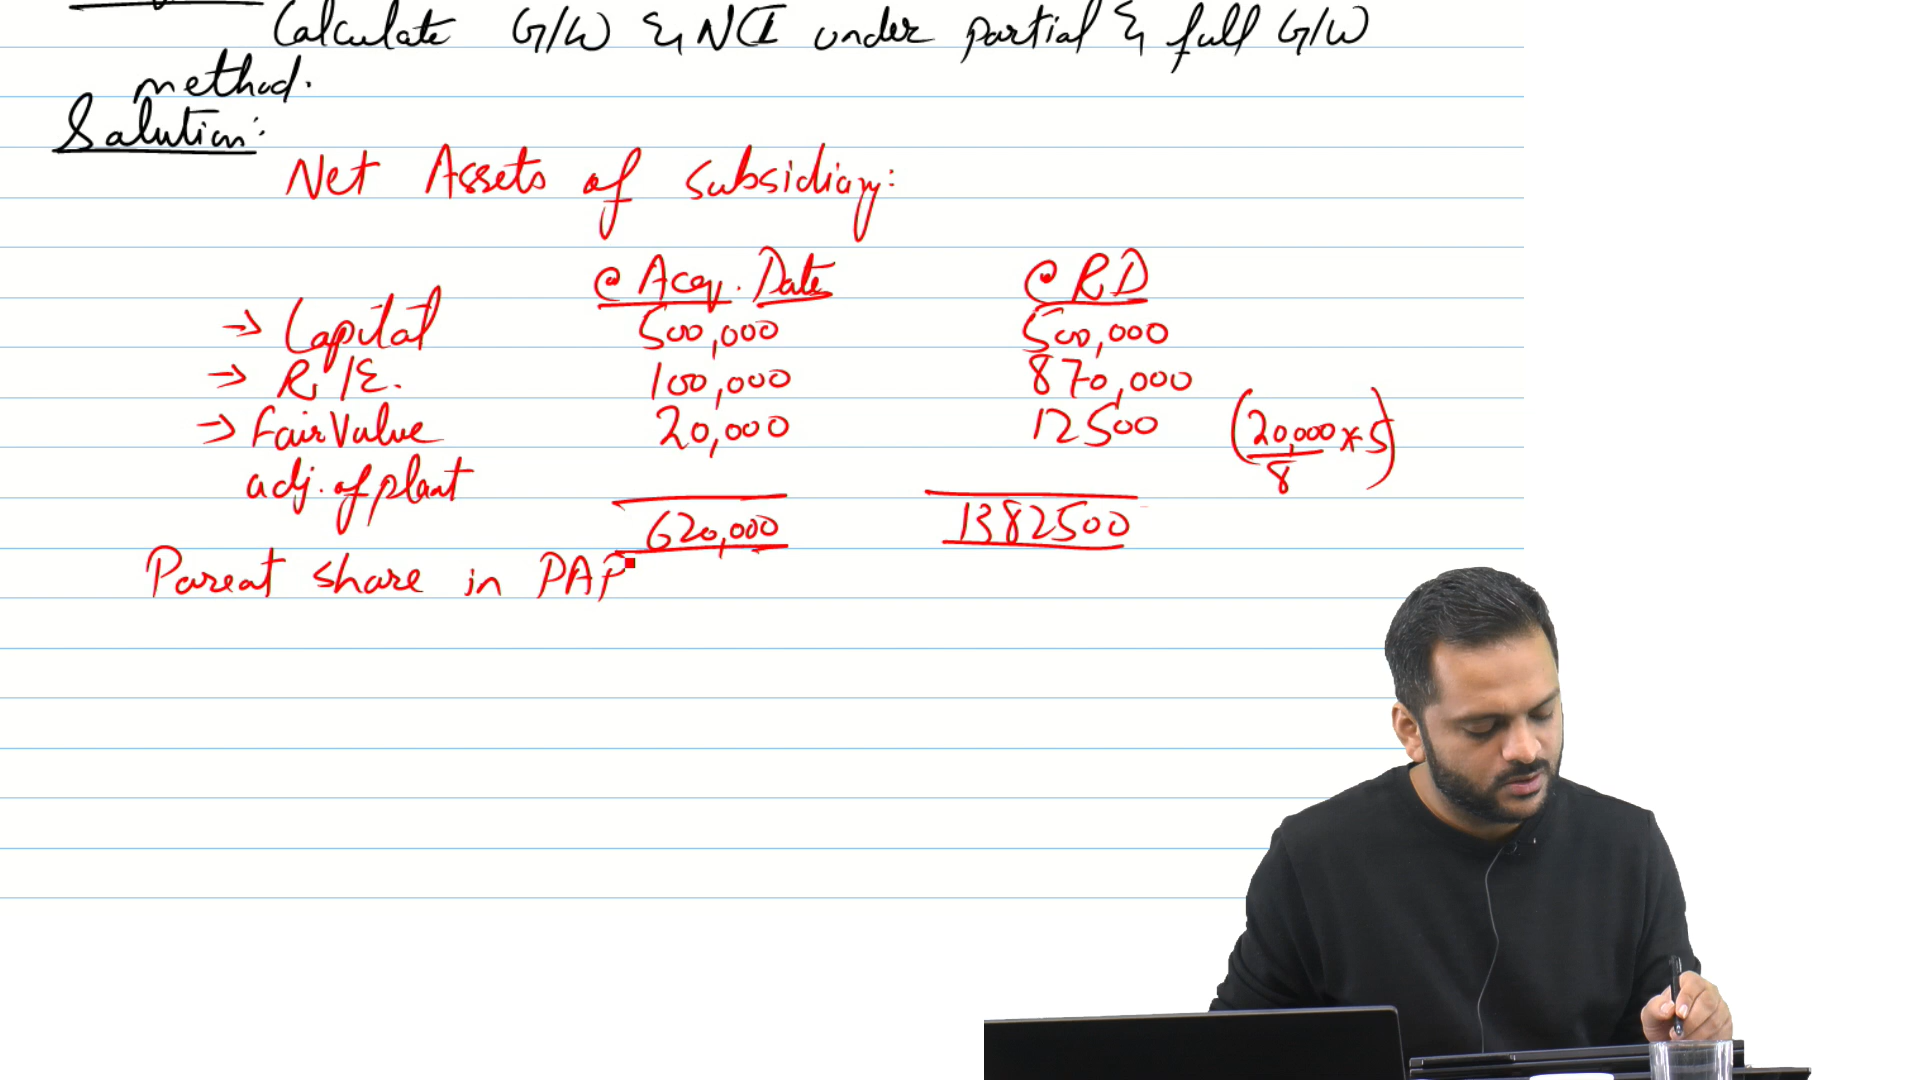 Calculate G/W & NCI under partial & full G/W
method.
Solution:
Net Assets of subsidiary:
@ Acq. Date @ RD
→ Capital 500,000 500,000
→ R/E. 100,000 870,000
→ Fair Value 20,000 12500 (20,000/8 * 5)
adj. of plant
620,000 1382500
Parent share in PAP